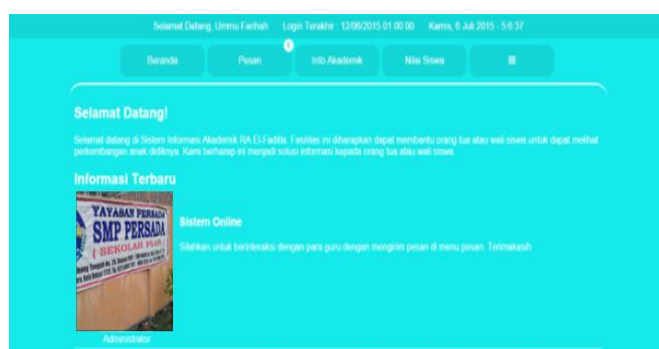 Selamat Datang, Ummu Farihah Login Terakhir : 12/06/2015 01:00:00 Kamis, 6 Juli 2015 - 5:6:37
Beranda Pesan 0 Info Akademik Nilai Siswa
Selamat Datang!
Selamat datang di Sistem Informasi Akademik RA El-Fadilla. Fasilitas ini diharapkan dapat membantu orang tua atau wali siswa untuk dapat melihat
perkembangan anak didiknya. Kami berharap ini menjadi solusi informasi kepada orang tua atau wali siswa.
Informasi Terbaru
YAYASAN PERSADA
SMP PERSADA
( SEKOLAH PLUS )
Sistem Online
Silahkan untuk berinteraksi dengan para guru dengan mengirim pesan di menu pesan. Terimakasih
Administrator